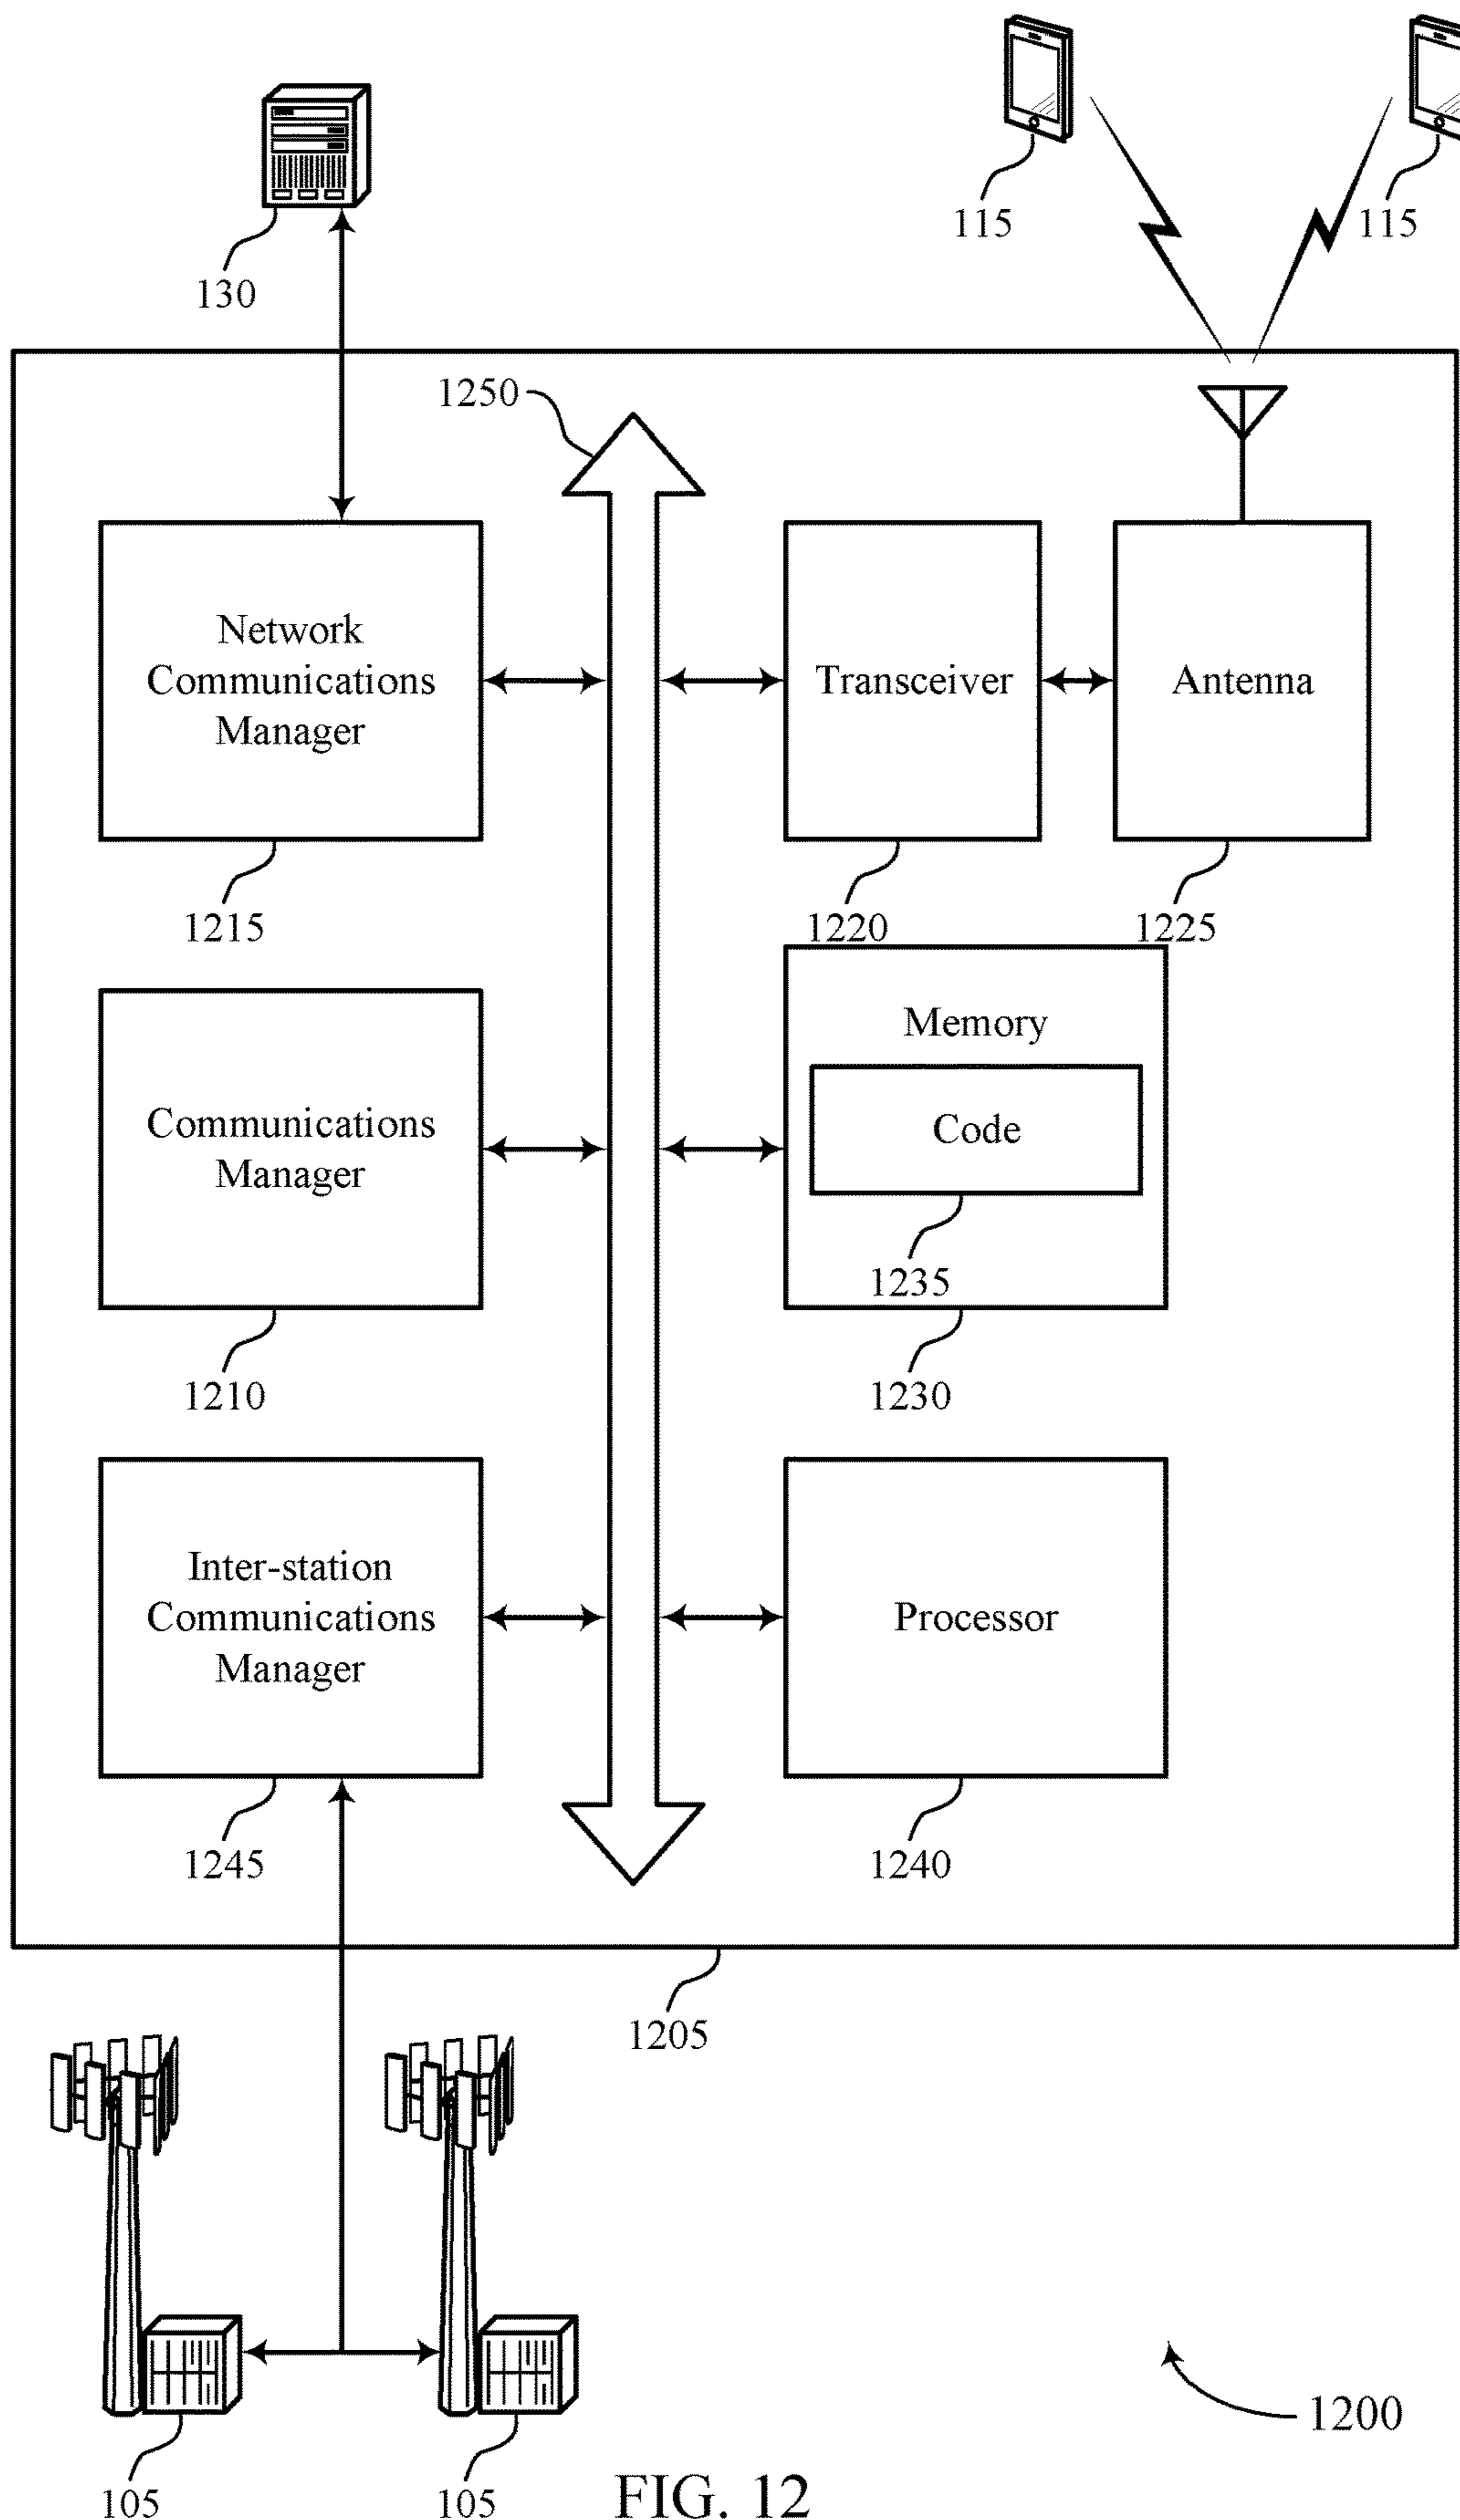 115
115
130
1250
Network
Communications
Manager
Transceiver
Antenna
1215
1220
1225
Communications
Manager
Memory
Code
1235
1210
1230
Inter-station
Communications
Manager
Processor
1245
1240
1205
1200
105
105
FIG. 12